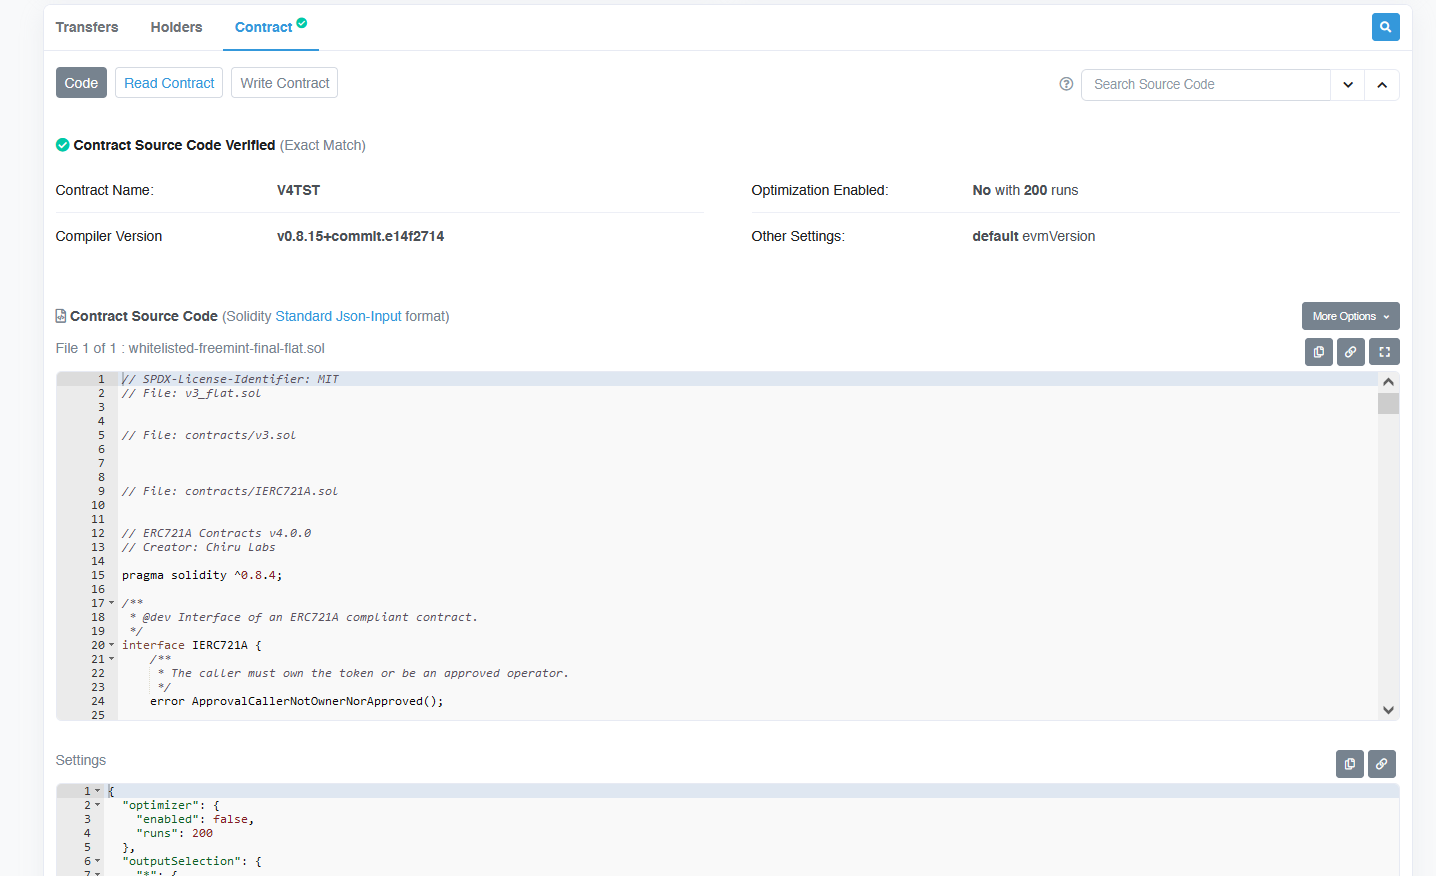 Transfers Holders Contract
Code Read Contract Write Contract Search Source Code
Contract Source Code Verified (Exact Match)
Contract Name: V4TST Optimization Enabled: No with 200 runs
Compiler Version v0.8.15+commit.e14f2714 Other Settings: default evmVersion
Contract Source Code (Solidity Standard Json-Input format) More Options
File 1 of 1 : whitelisted-freemint-final-flat.sol
1 // SPDX-License-Identifier: MIT
2 // File: v3_flat.sol
3
4
5 // File: contracts/v3.sol
6
7
8
9 // File: contracts/IERC721A.sol
10
11
12 // ERC721A Contracts v4.0.0
13 // Creator: Chiru Labs
14
15 pragma solidity ^0.8.4;
16
17 /**
18 * @dev Interface of an ERC721A compliant contract.
19 */
20 interface IERC721A {
21 /**
22 * The caller must own the token or be an approved operator.
23 */
24 error ApprovalCallerNotOwnerNorApproved();
25
Settings
1 {
2 "optimizer": {
3 "enabled": false,
4 "runs": 200
5 },
6 "outputSelection": {
7 "*": {